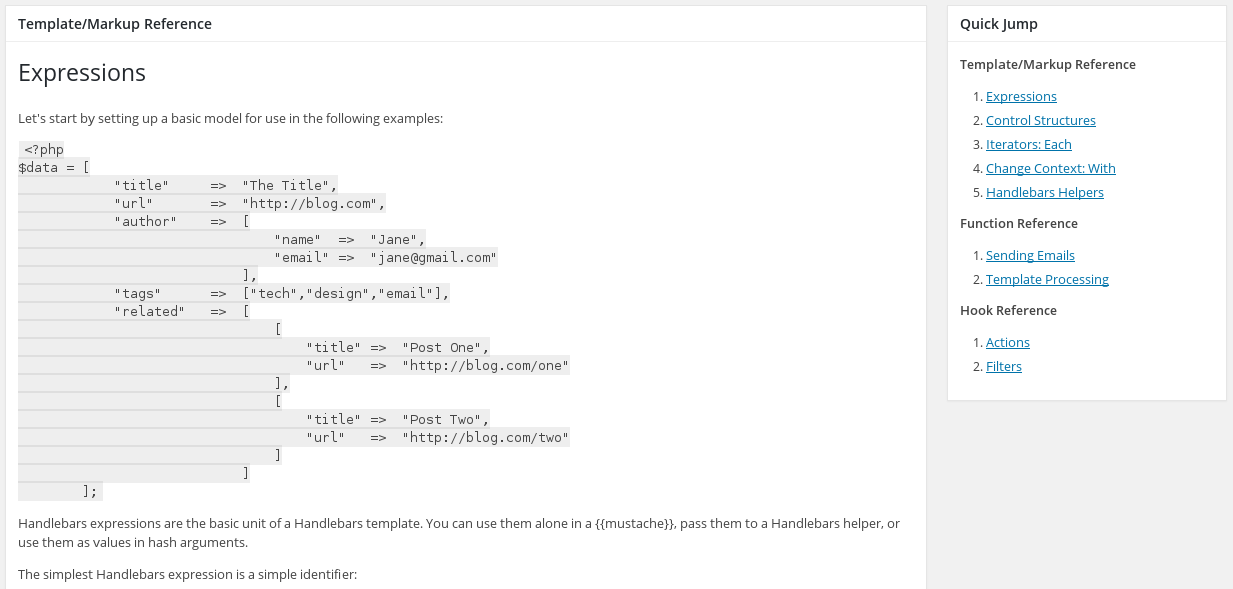 Template/Markup Reference
Expressions
Let's start by setting up a basic model for use in the following examples:
<?php
$data = [
            "title"     =>  "The Title",
            "url"       =>  "http://blog.com",
            "author"    =>  [
                                "name"  =>  "Jane",
                                "email" =>  "jane@gmail.com"
                            ],
            "tags"      =>  ["tech","design","email"],
            "related"   =>  [
                                [
                                    "title" =>  "Post One",
                                    "url"   =>  "http://blog.com/one"
                                ],
                                [
                                    "title" =>  "Post Two",
                                    "url"   =>  "http://blog.com/two"
                                ]
                            ]
        ];
Handlebars expressions are the basic unit of a Handlebars template. You can use them alone in a {{mustache}}, pass them to a Handlebars helper, or
use them as values in hash arguments.
The simplest Handlebars expression is a simple identifier:
Quick Jump
Template/Markup Reference
1. Expressions
2. Control Structures
3. Iterators: Each
4. Change Context: With
5. Handlebars Helpers
Function Reference
1. Sending Emails
2. Template Processing
Hook Reference
1. Actions
2. Filters